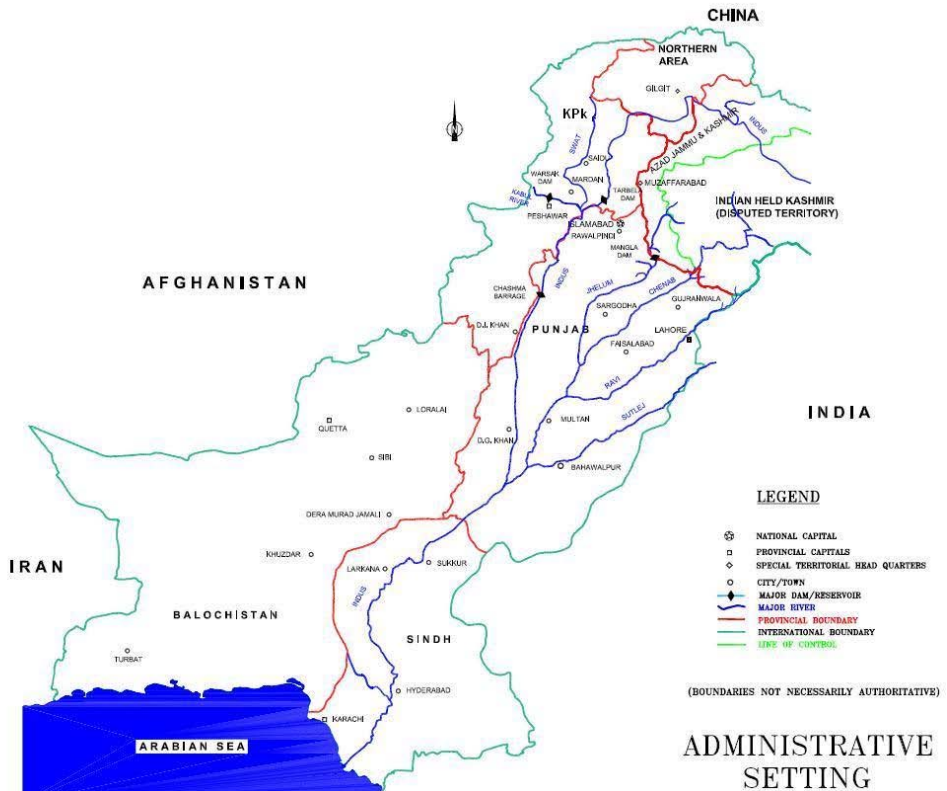 CHINA
NORTHERN
AREA
GILGIT
KPk
INDUS
AZAD JAMMU & KASHMIR
SWAT
SAIDI
WARSAK
DAM
MARDAN
TARBELA
DAM
MUZAFFARABAD
KABUL
RIVER
PESHAWAR
INDIAN HELD KASHMIR
(DISPUTED TERRITORY)
ISLAMABAD
RAWALPINDI
MANGLA
DAM
AFGHANISTAN
INDUS
CHASHMA
BARRAGE
JHELUM
CHENAB
SARGODHA
GUJRANWALA
D.I. KHAN
PUNJAB
LAHORE
FAISALABAD
RAVI
LORALAI
SUTLEJ
INDIA
QUETTA
MULTAN
D.G. KHAN
SIBI
BAHAWALPUR
DERA MURAD JAMALI
IRAN
KHUZDAR
LARKANA
SUKKUR
INDUS
BALOCHISTAN
SINDH
TURBAT
HYDERABAD
KARACHI
ARABIAN SEA
LEGEND
NATIONAL CAPITAL
PROVINCIAL CAPITALS
SPECIAL TERRITORIAL HEAD QUARTERS
CITY/TOWN
MAJOR DAM/RESERVOIR
MAJOR RIVER
PROVINCIAL BOUNDARY
INTERNATIONAL BOUNDARY
LINE OF CONTROL
(BOUNDARIES NOT NECESSARILY AUTHORITATIVE)
ADMINISTRATIVE
SETTING